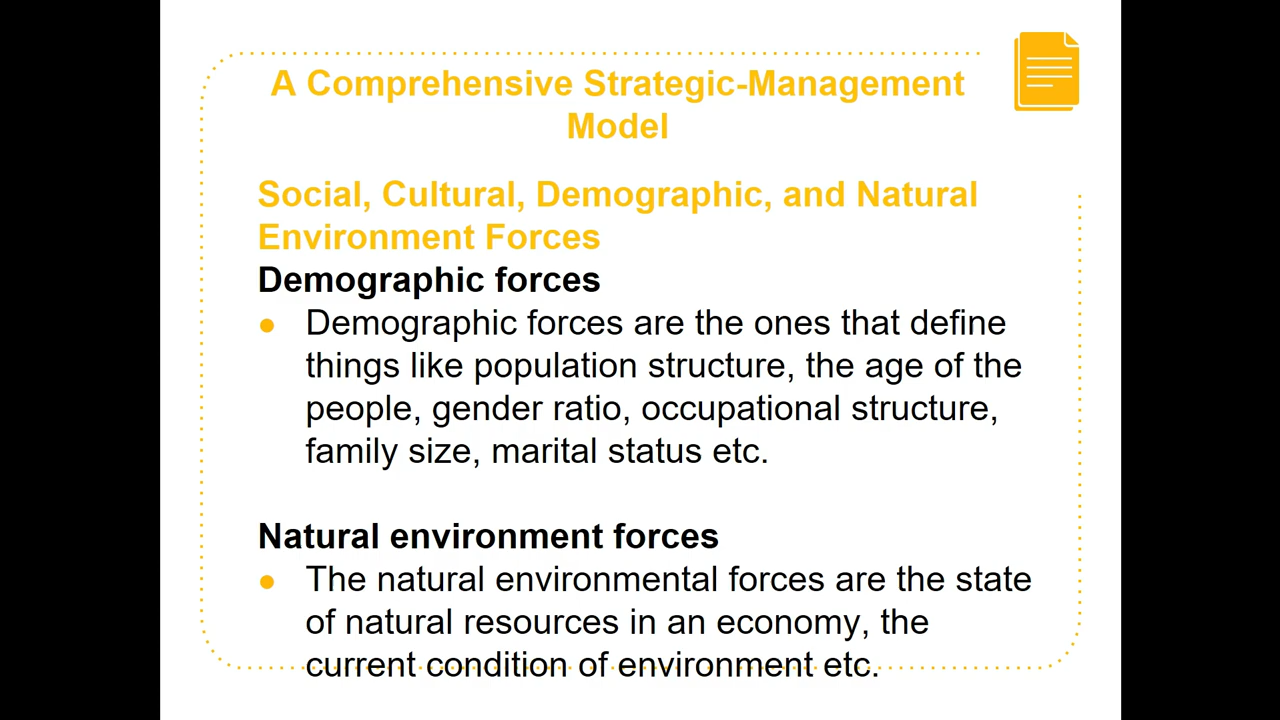 A Comprehensive Strategic-Management
Model
Social, Cultural, Demographic, and Natural
Environment Forces
Demographic forces
● Demographic forces are the ones that define
things like population structure, the age of the
people, gender ratio, occupational structure,
family size, marital status etc.
Natural environment forces
● The natural environmental forces are the state
of natural resources in an economy, the
current condition of environment etc.